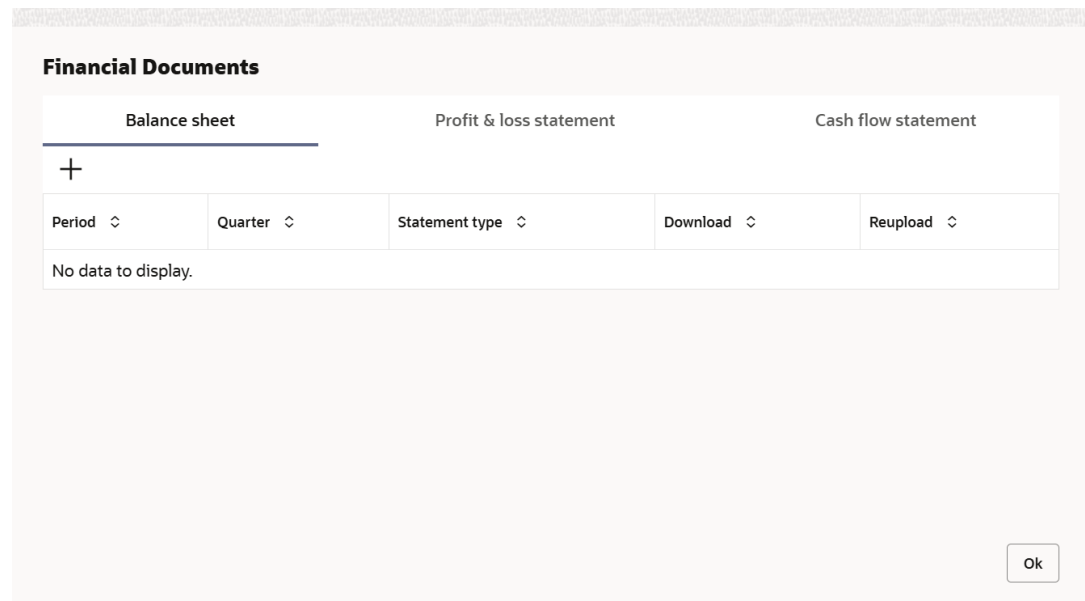 Financial Documents
Balance sheet Profit & loss statement Cash flow statement
Period Quarter Statement type Download Reupload
No data to display.
Ok